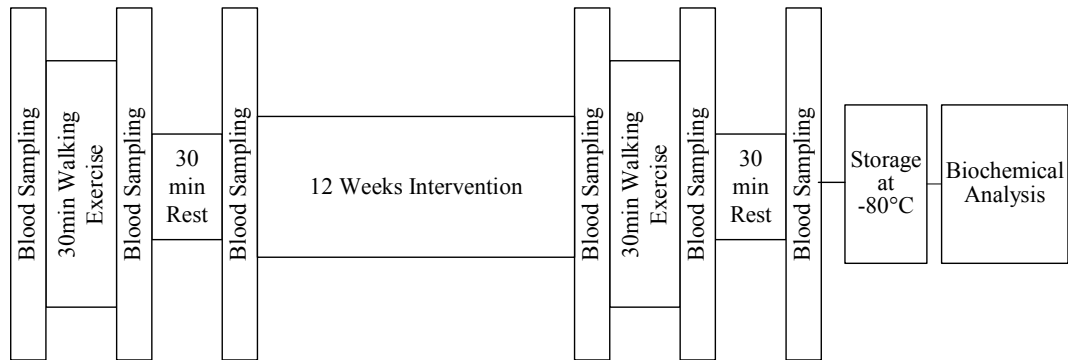 Blood Sampling
30min Walking
Exercise
Blood Sampling
30
min
Rest
Blood Sampling
12 Weeks Intervention
Blood Sampling
30min Walking
Exercise
Blood Sampling
30
min
Rest
Blood Sampling
Storage
at
-80°C
Biochemical
Analysis